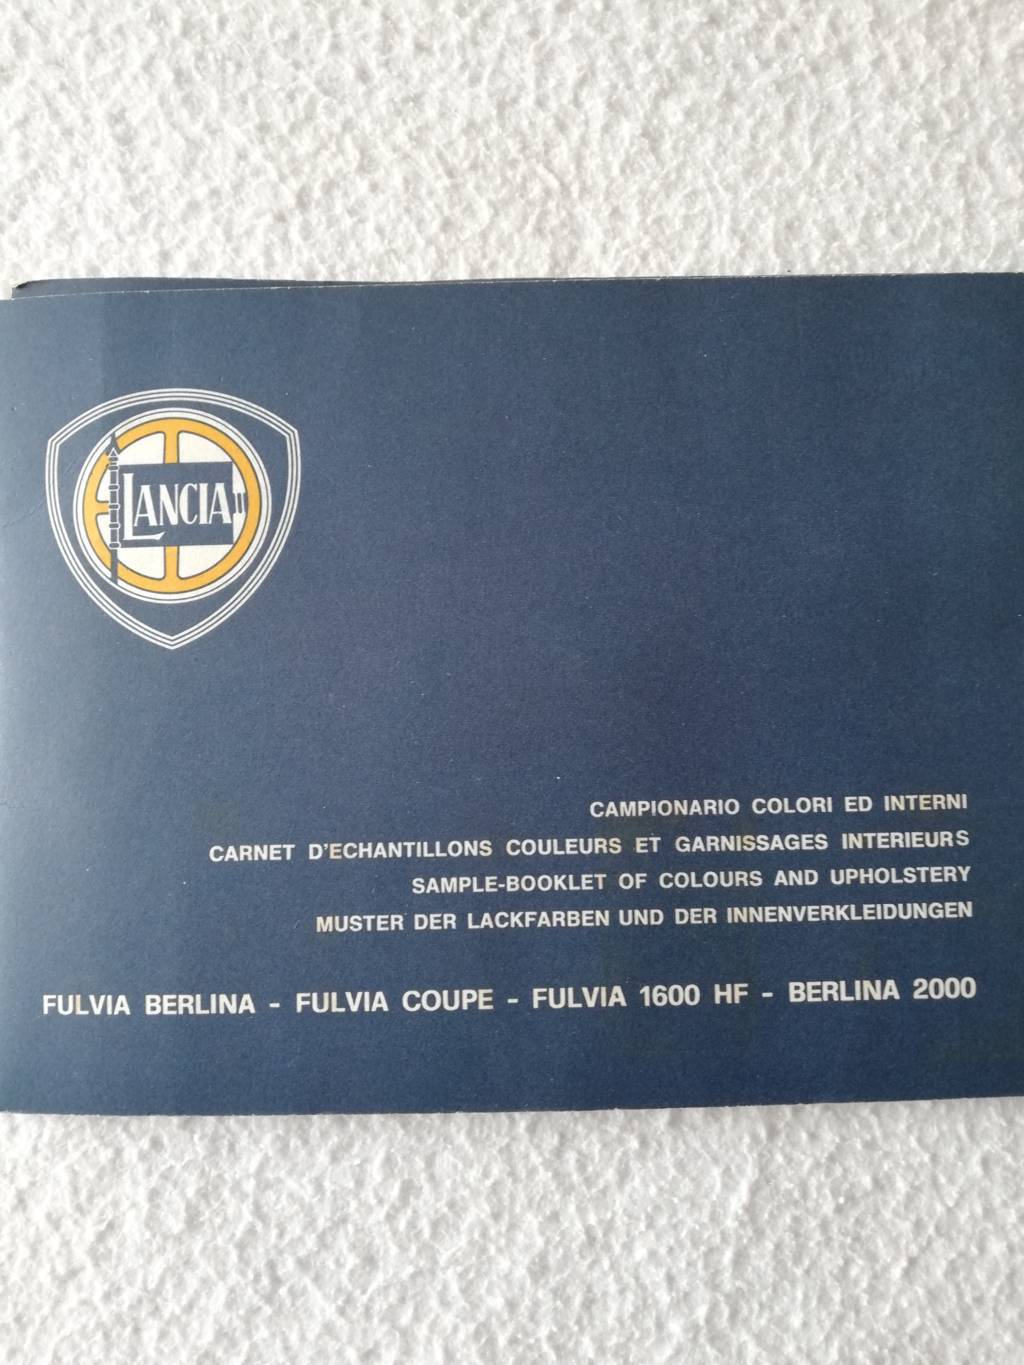 LANCIA
CAMPIONARIO COLORI ED INTERNI
CARNET D'ECHANTILLONS COULEURS ET GARNISSAGES INTERIEURS
SAMPLE-BOOKLET OF COLOURS AND UPHOLSTERY
MUSTER DER LACKFARBEN UND DER INNENVERKLEIDUNGEN
FULVIA BERLINA - FULVIA COUPE - FULVIA 1600 HF - BERLINA 2000